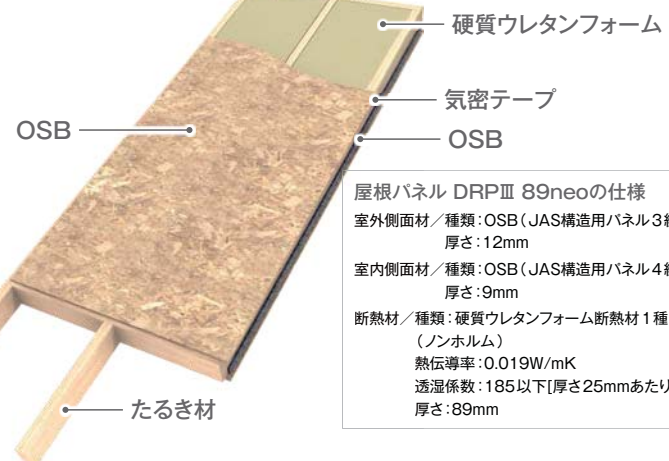 硬質ウレタンフォーム
気密テープ
OSB
OSB
屋根パネル DRPⅢ 89neoの仕様
室外側面材／種類：OSB（JAS構造用パネル3級
厚さ：12mm
室内側面材／種類：OSB（JAS構造用パネル4級
厚さ：9mm
断熱材／種類：硬質ウレタンフォーム断熱材1種
（ノンホルム）
熱伝導率：0.019W/mK
透湿係数：185以下[厚さ25mmあたり
厚さ：89mm
たるき材